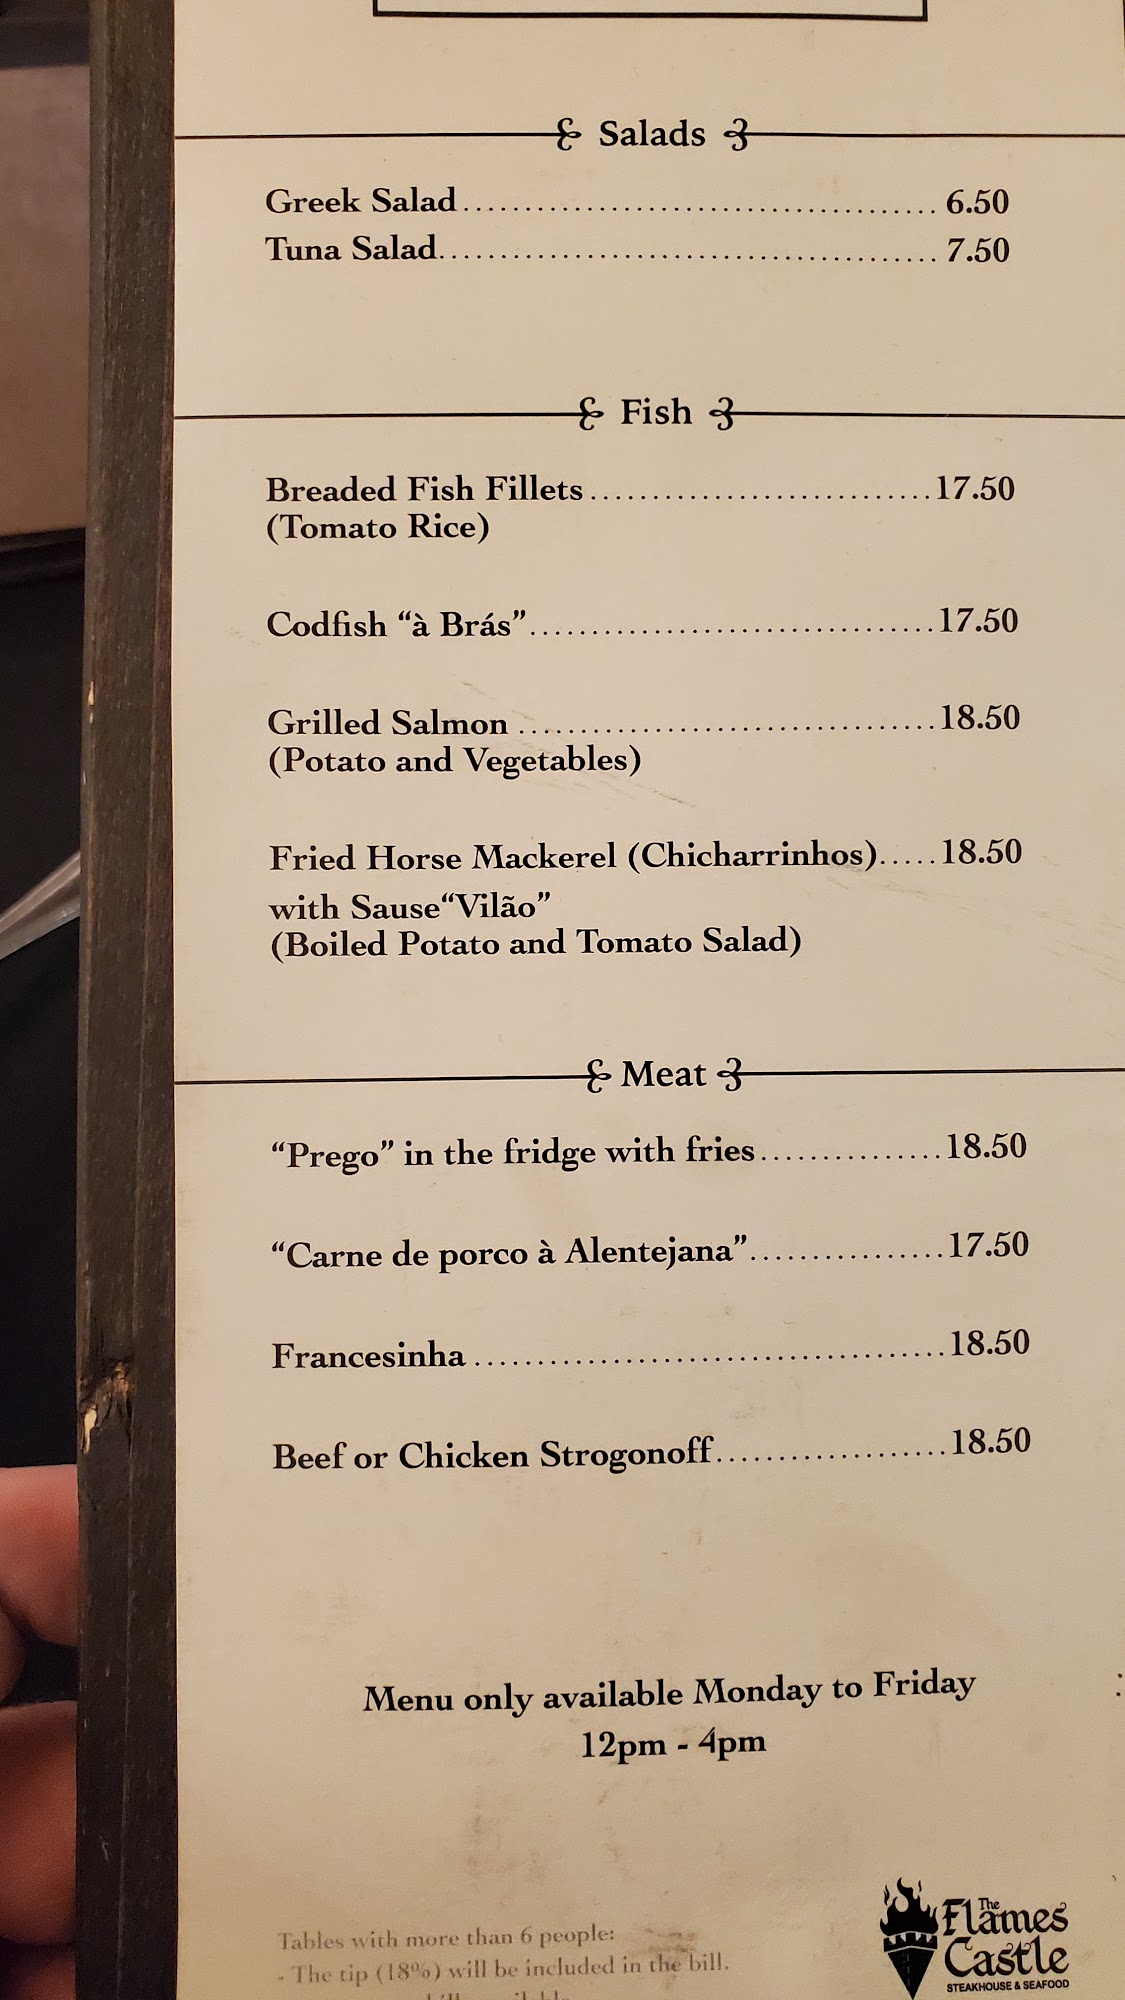 Salads
Greek Salad........................................ 6.50
Tuna Salad.......................................... 7.50
Fish
Breaded Fish Fillets............................17.50
(Tomato Rice)
Codfish “à Brás”..................................17.50
Grilled Salmon ...................................18.50
(Potato and Vegetables)
Fried Horse Mackerel (Chicharrinhos).....18.50
with Sause“Vilão”
(Boiled Potato and Tomato Salad)
Meat
“Prego” in the fridge with fries...............18.50
“Carne de porco à Alentejana”................17.50
Francesinha .......................................18.50
Beef or Chicken Strogonoff...................18.50
Menu only available Monday to Friday
12pm - 4pm
Tables with more than 6 people:
- The tip (18%) will be included in the bill.
The
Flames
Castle
STEAKHOUSE & SEAFOOD